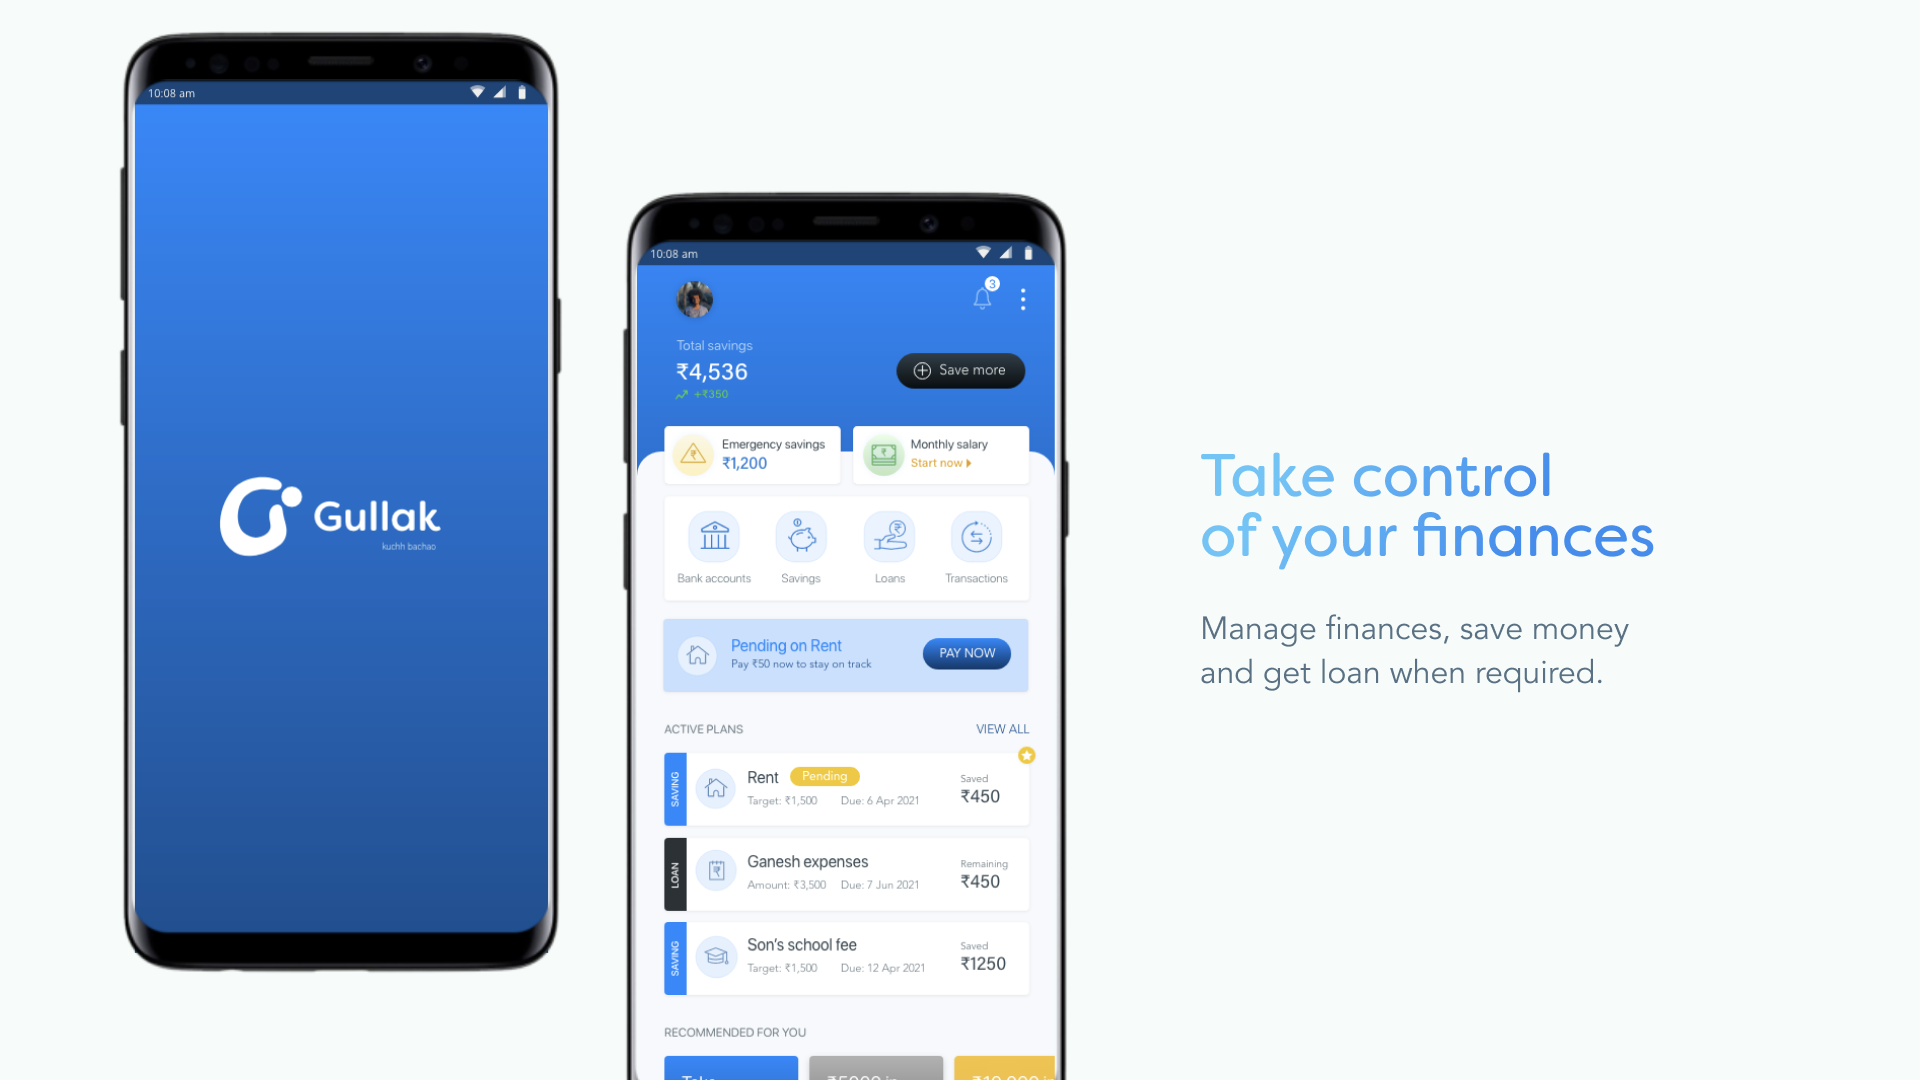 10:08 am
Gullak
kuchh bachao
10:08 am
3
Total savings
₹4,536
+₹350
Save more
Emergency savings
₹1,200
Monthly salary
Start now
Bank accounts
Savings
Loans
Transactions
Pending on Rent
Pay ₹50 now to stay on track
PAY NOW
ACTIVE PLANS
VIEW ALL
SAVING
Rent
Pending
Target: ₹1,500
Due: 6 Apr 2021
Saved
₹450
LOAN
Ganesh expenses
Amount: ₹3,500
Due: 7 Jun 2021
Remaining
₹450
SAVING
Son's school fee
Target: ₹1,500
Due: 12 Apr 2021
Saved
₹1250
RECOMMENDED FOR YOU
Take control
of your finances
Manage finances, save money
and get loan when required.